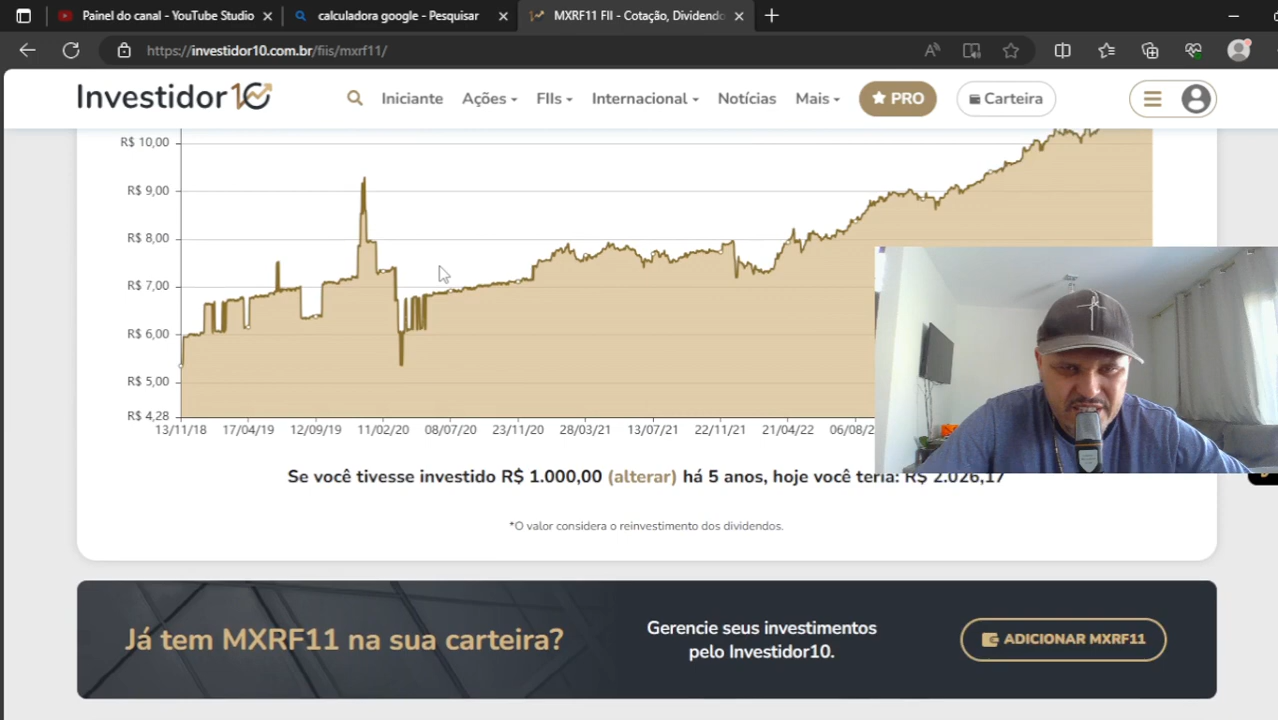 Painel do canal - YouTube Studio
calculadora google - Pesquisar
MXRF11 FII - Cotação, Dividendo
https://investidor10.com.br/fiis/mxrf11/
Investidor10
Iniciante
Ações
FIIs
Internacional
Notícias
Mais
PRO
Carteira
R$ 10,00
R$ 9,00
R$ 8,00
R$ 7,00
R$ 6,00
R$ 5,00
R$ 4,28
13/11/18 17/04/19 12/09/19 11/02/20 08/07/20 23/11/20 28/03/21 13/07/21 22/11/21 21/04/22 06/08/2
Se você tivesse investido R$ 1.000,00 (alterar) há 5 anos, hoje você teria: R$ 2.026,17
*O valor considera o reinvestimento dos dividendos.
Já tem MXRF11 na sua carteira?
Gerencie seus investimentos
pelo Investidor10.
ADICIONAR MXRF11